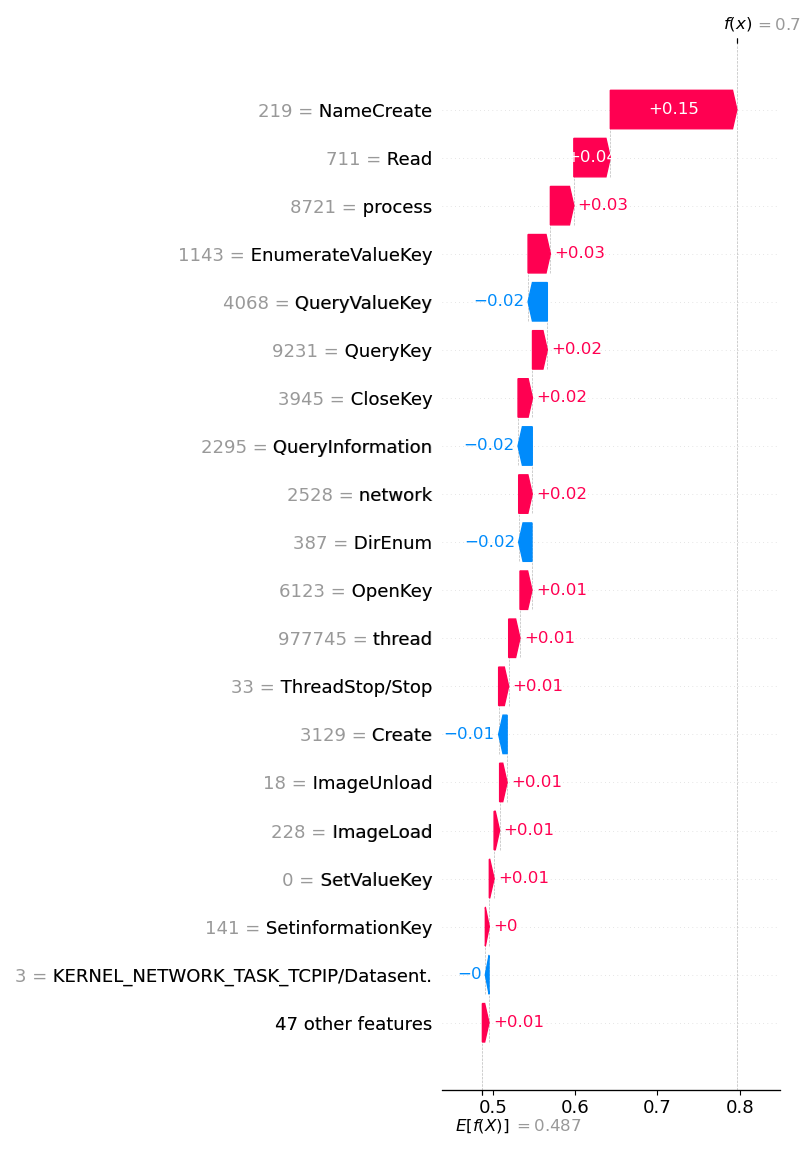 f(x) = 0.7
219 = NameCreate +0.15
711 = Read +0.04
8721 = process +0.03
1143 = EnumerateValueKey +0.03
4068 = QueryValueKey −0.02
9231 = QueryKey +0.02
3945 = CloseKey +0.02
2295 = QueryInformation −0.02
2528 = network +0.02
387 = DirEnum −0.02
6123 = OpenKey +0.01
977745 = thread +0.01
33 = ThreadStop/Stop +0.01
3129 = Create −0.01
18 = ImageUnload +0.01
228 = ImageLoad +0.01
0 = SetValueKey +0.01
141 = SetinformationKey +0
3 = KERNEL_NETWORK_TASK_TCPIP/Datasent. −0
47 other features +0.01
0.5 0.6 0.7 0.8
E[f(X)] = 0.487